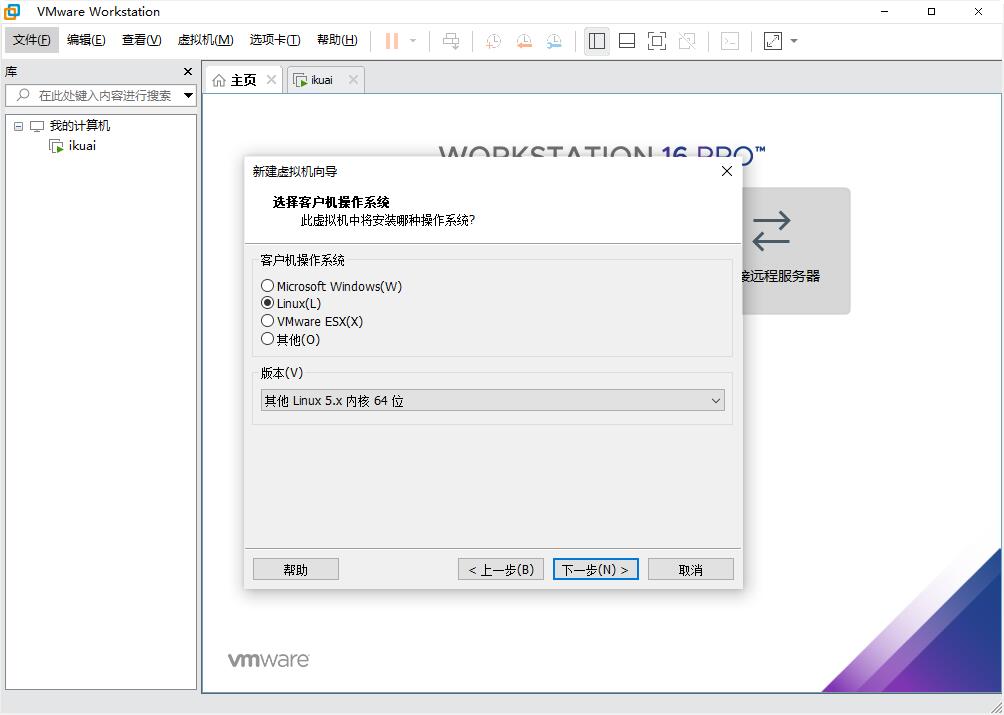 VMware Workstation
文件(F) 编辑(E) 查看(V) 虚拟机(M) 选项卡(T) 帮助(H)
库
在此处键入内容进行搜索
我的计算机
ikuai
主页 ikuai
WORKSTATION 16 PRO™
新建虚拟机向导
选择客户机操作系统
此虚拟机中将安装哪种操作系统?
客户机操作系统
Microsoft Windows(W)
Linux(L)
VMware ESX(X)
其他(O)
版本(V)
其他 Linux 5.x 内核 64 位
帮助 < 上一步(B) 下一步(N) > 取消
接远程服务器
vmware